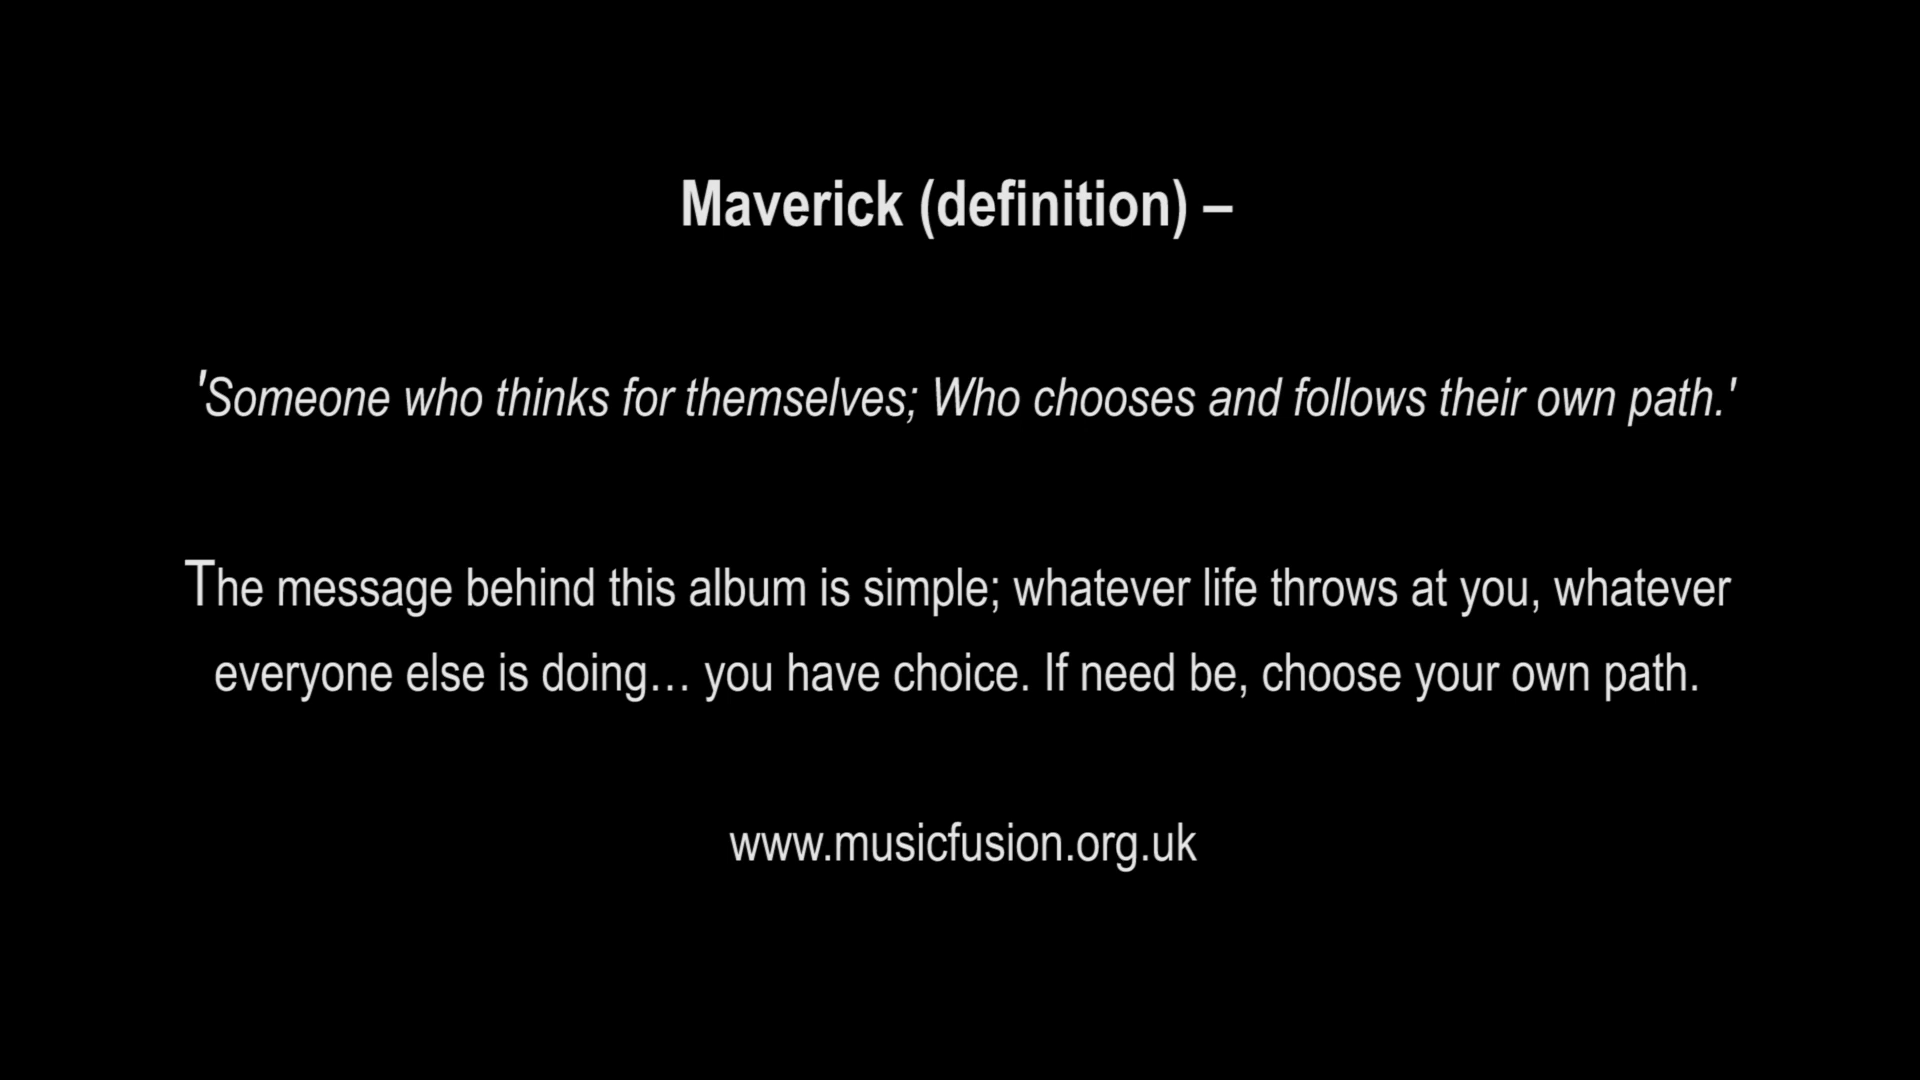 Maverick (definition) –
'Someone who thinks for themselves; Who chooses and follows their own path.'
The message behind this album is simple; whatever life throws at you, whatever
everyone else is doing… you have choice. If need be, choose your own path.
www.musicfusion.org.uk